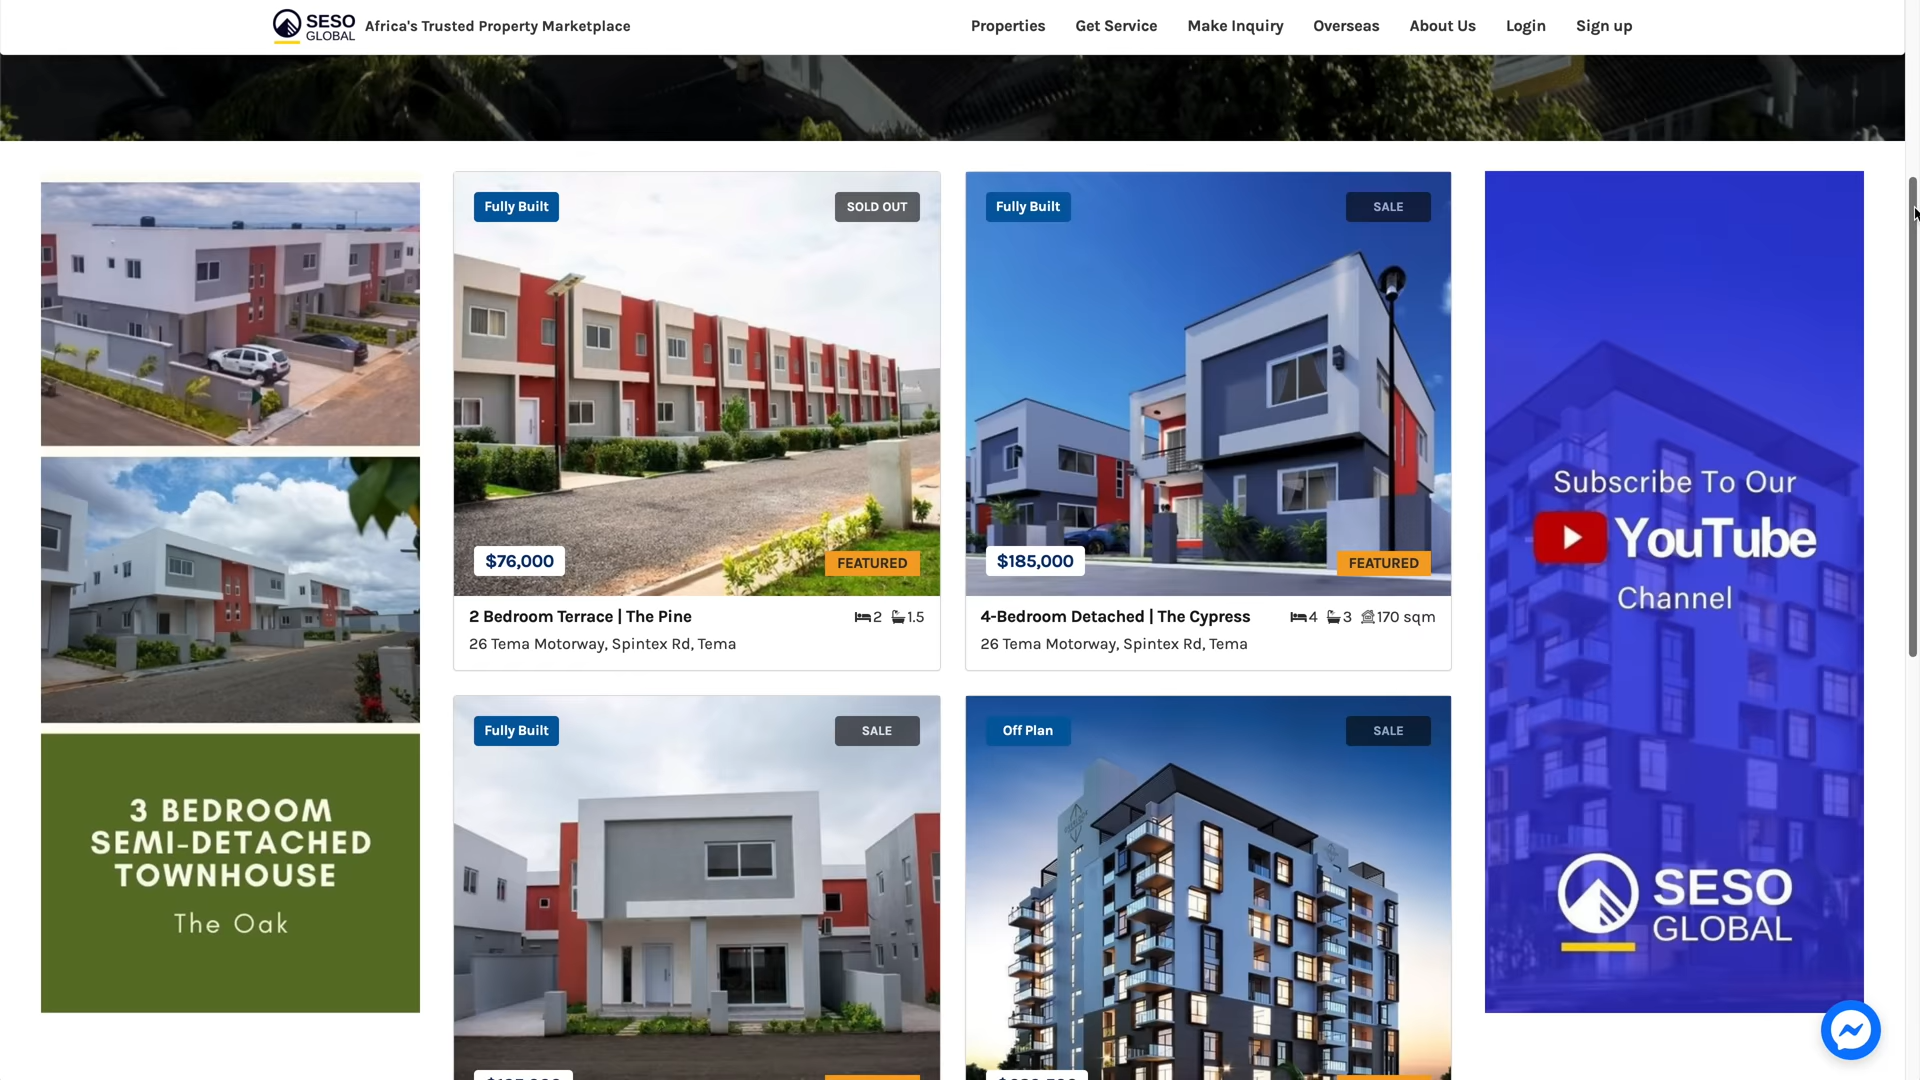 SESO
GLOBAL
Africa's Trusted Property Marketplace
Properties
Get Service
Make Inquiry
Overseas
About Us
Login
Sign up
3 BEDROOM
SEMI-DETACHED
TOWNHOUSE
The Oak
Fully Built
SOLD OUT
$76,000
FEATURED
2 Bedroom Terrace | The Pine
2
1.5
26 Tema Motorway, Spintex Rd, Tema
Fully Built
SALE
$185,000
FEATURED
4-Bedroom Detached | The Cypress
4
3
170 sqm
26 Tema Motorway, Spintex Rd, Tema
Fully Built
SALE
Off Plan
SALE
Subscribe To Our
YouTube
Channel
SESO
GLOBAL